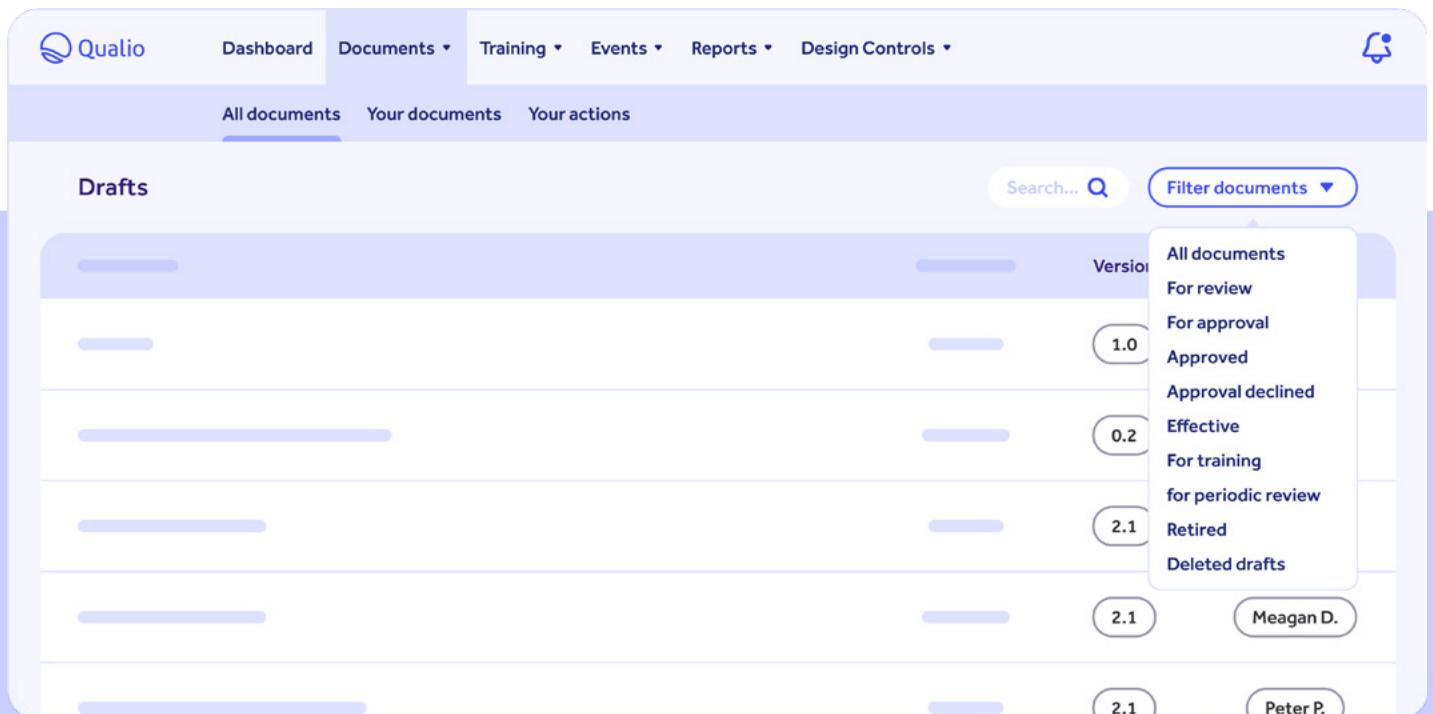 Qualio Dashboard Documents Training Events Reports Design Controls
All documents Your documents Your actions
Drafts Search... Filter documents
All documents
Version
For review
For approval
1.0
Approved
Approval declined
0.2
Effective
For training
for periodic review
2.1
Retired
Deleted drafts
2.1 Meagan D.
2.1 Peter P.